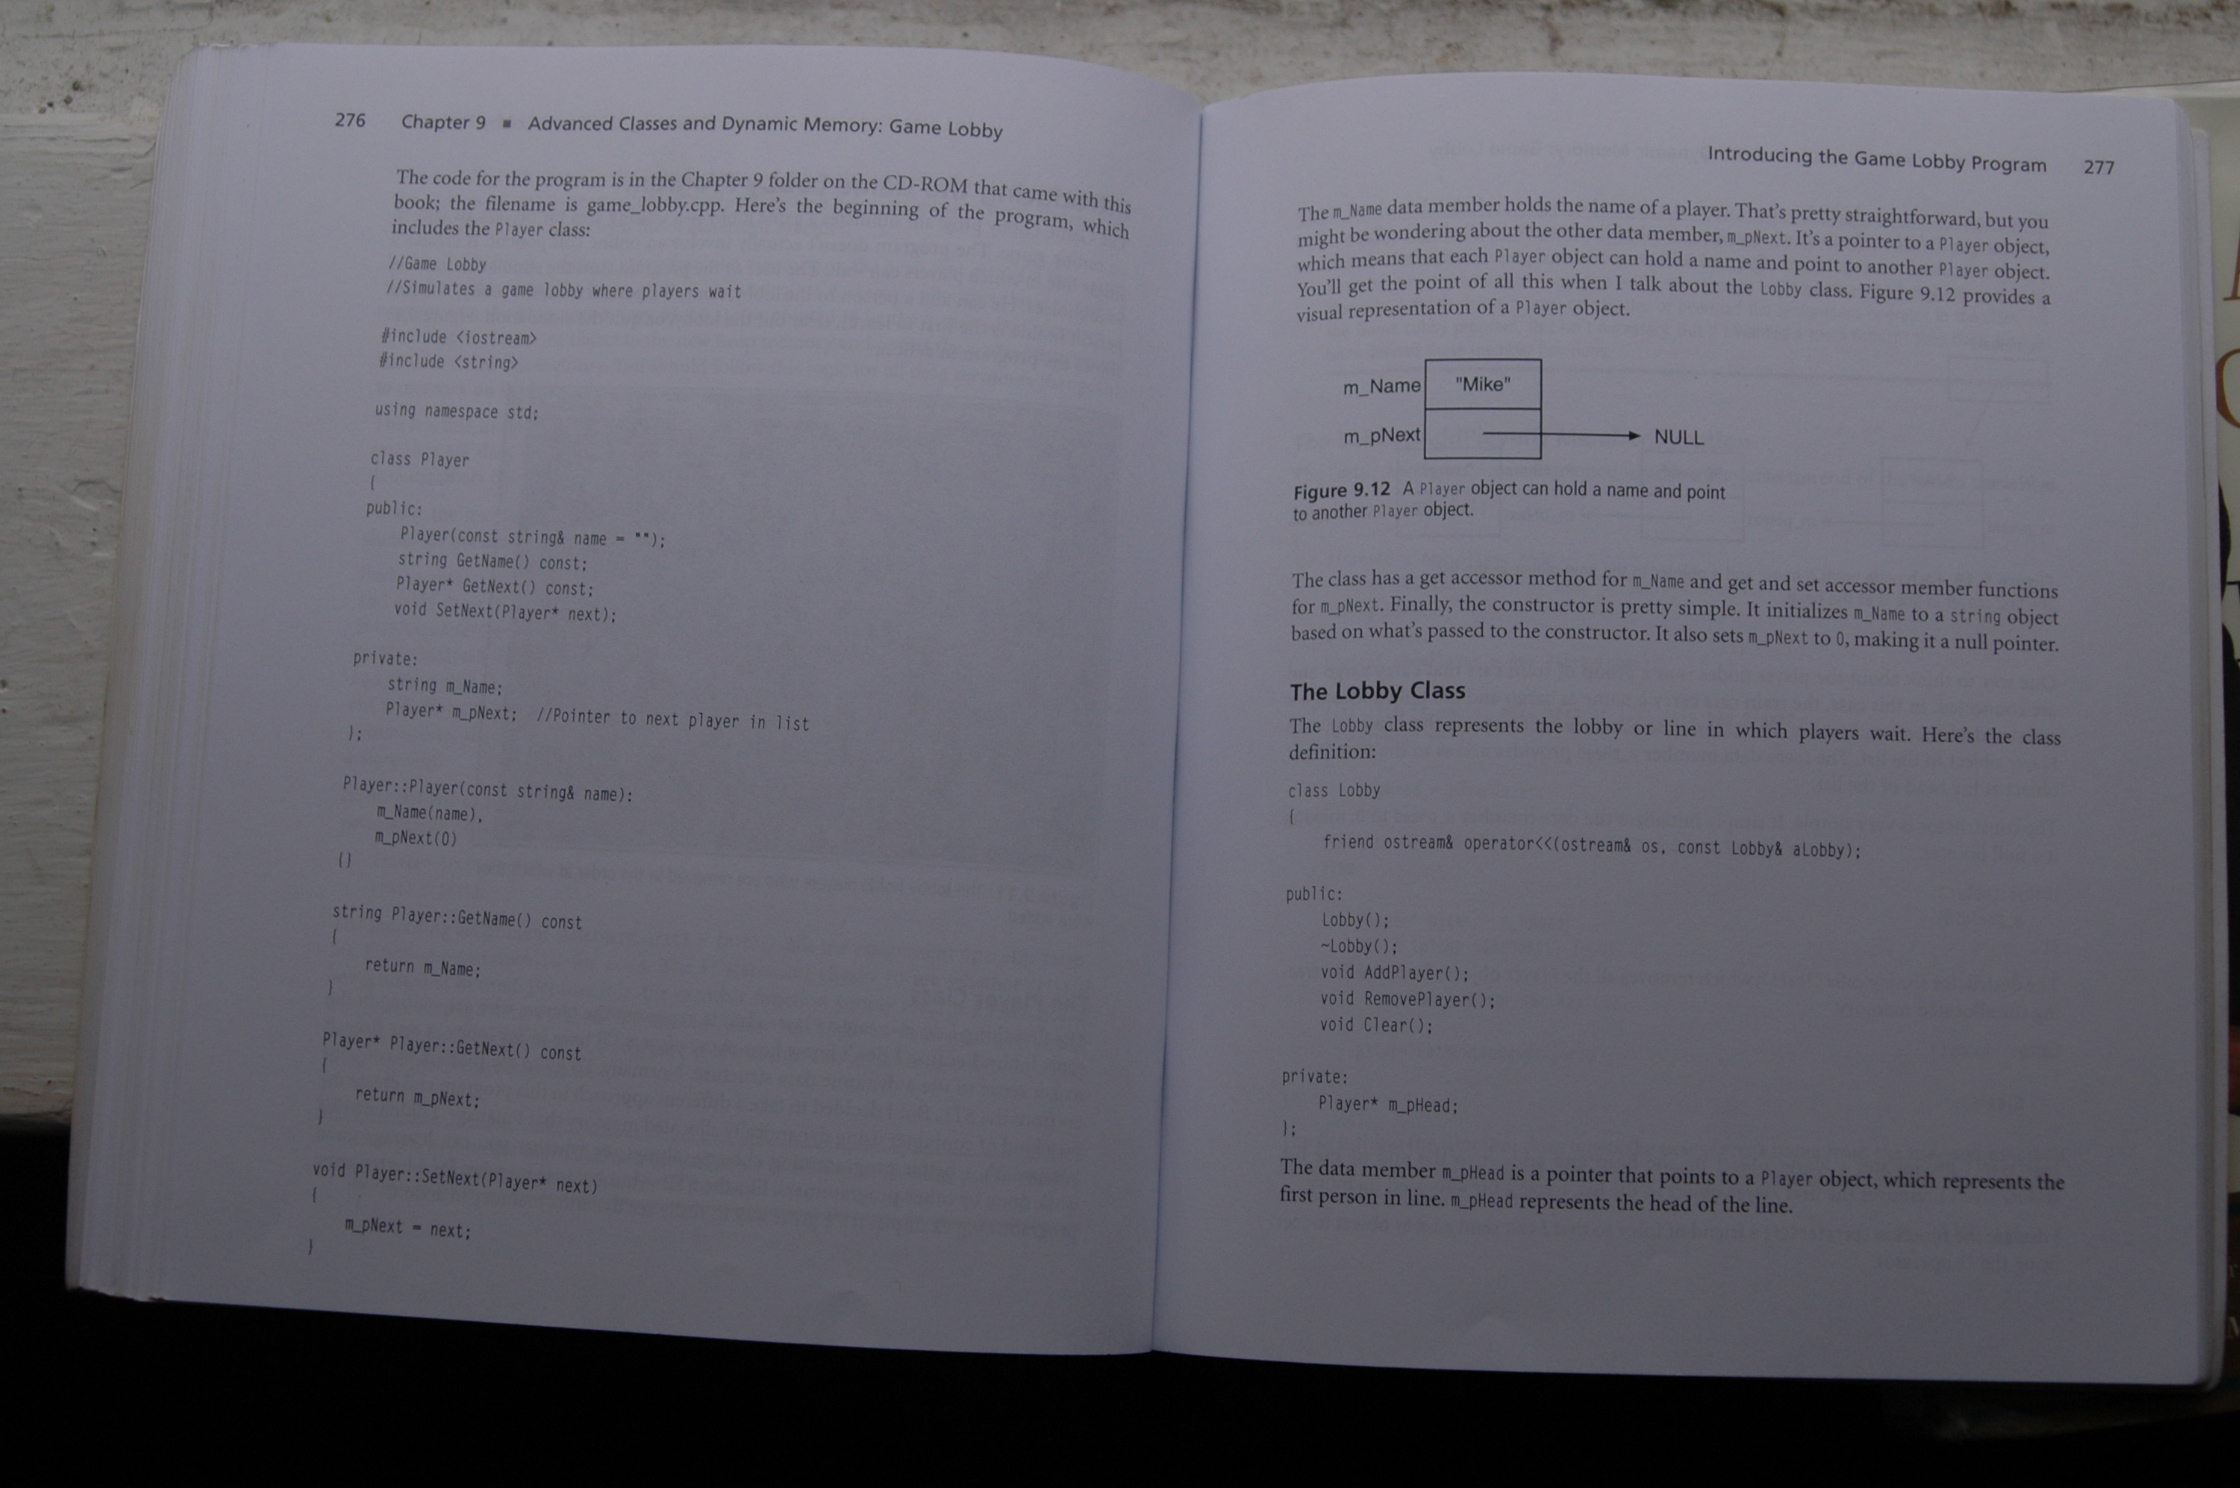 276 Chapter 9 ■ Advanced Classes and Dynamic Memory: Game Lobby
The code for the program is in the Chapter 9 folder on the CD-ROM that came with this
book; the filename is game_lobby.cpp. Here's the beginning of the program, which
includes the Player class:
//Game Lobby
//Simulates a game lobby where players wait
#include <iostream>
#include <string>
using namespace std;
class Player
{
public:
Player(const string& name = "");
string GetName() const;
Player* GetNext() const;
void SetNext(Player* next);
private:
string m_Name;
Player* m_pNext; //Pointer to next player in list
};
Player::Player(const string& name):
m_Name(name),
m_pNext(0)
{}
string Player::GetName() const
{
return m_Name;
}
Player* Player::GetNext() const
{
return m_pNext;
}
void Player::SetNext(Player* next)
{
m_pNext = next;
}
Introducing the Game Lobby Program 277
The m_Name data member holds the name of a player. That's pretty straightforward, but you
might be wondering about the other data member, m_pNext. It's a pointer to a Player object,
which means that each Player object can hold a name and point to another Player object.
You'll get the point of all this when I talk about the Lobby class. Figure 9.12 provides a
visual representation of a Player object.
m_Name "Mike"
m_pNext NULL
Figure 9.12 A Player object can hold a name and point
to another Player object.
The class has a get accessor method for m_Name and get and set accessor member functions
for m_pNext. Finally, the constructor is pretty simple. It initializes m_Name to a string object
based on what's passed to the constructor. It also sets m_pNext to 0, making it a null pointer.
The Lobby Class
The Lobby class represents the lobby or line in which players wait. Here's the class
definition:
class Lobby
{
friend ostream& operator<<(ostream& os, const Lobby& aLobby);
public:
Lobby();
~Lobby();
void AddPlayer();
void RemovePlayer();
void Clear();
private:
Player* m_pHead;
};
The data member m_pHead is a pointer that points to a Player object, which represents the
first person in line. m_pHead represents the head of the line.